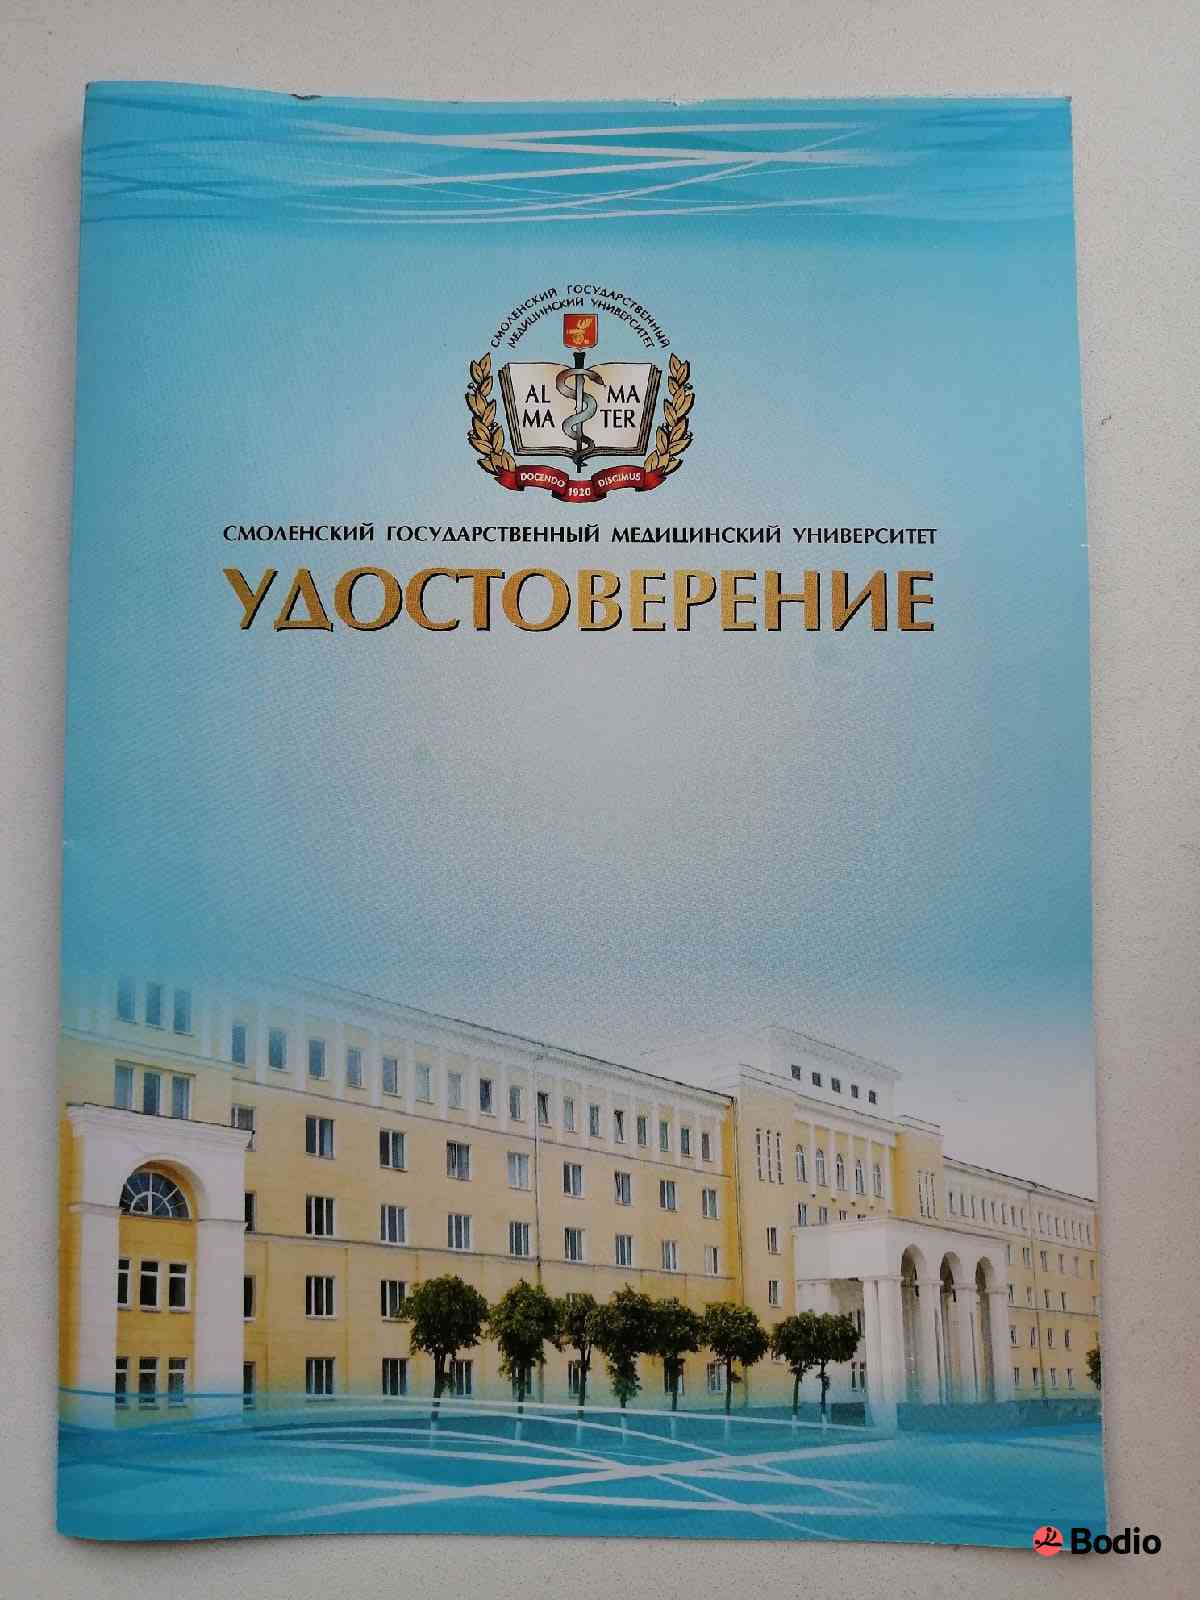 СМОЛЕНСКИЙ ГОСУДАРСТВЕННЫЙ
МЕДИЦИНСКИЙ УНИВЕРСИТЕТ
AL MA
MA TER
DOCENDO 1920 DISCIMUS
СМОЛЕНСКИЙ ГОСУДАРСТВЕННЫЙ МЕДИЦИНСКИЙ УНИВЕРСИТЕТ
УДОСТОВЕРЕНИЕ
Bodio